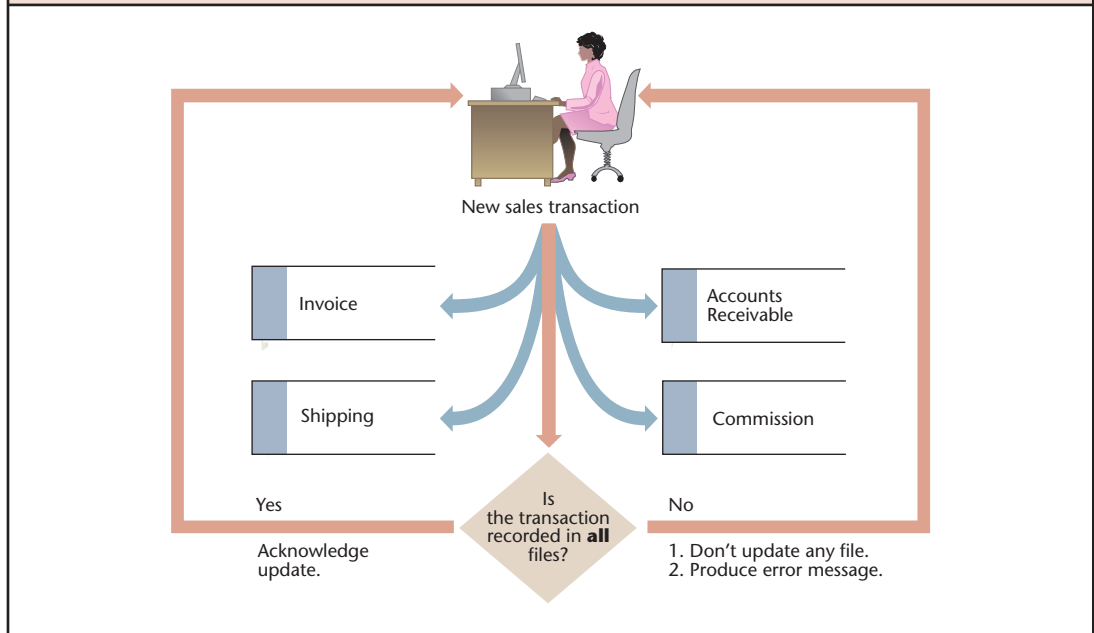 New sales transaction
Invoice
Accounts
Receivable
Shipping
Commission
Is
the transaction
recorded in all
files?
Yes
Acknowledge
update.
No
1. Don't update any file.
2. Produce error message.